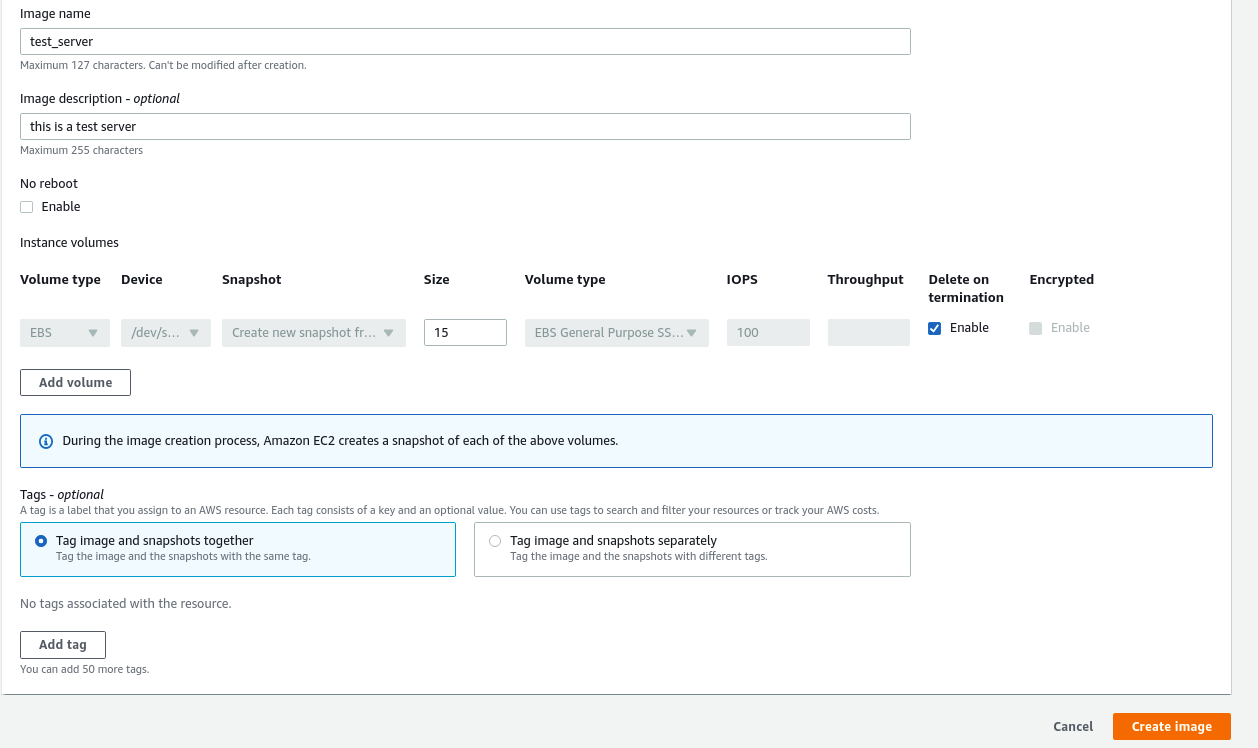 Image name
test_server
Maximum 127 characters. Can't be modified after creation.
Image description - optional
this is a test server
Maximum 255 characters
No reboot
Enable
Instance volumes
Volume type Device Snapshot Size Volume type IOPS Throughput Delete on termination Encrypted
EBS /dev/s... Create new snapshot fr... 15 EBS General Purpose SS... 100 Enable Enable
Add volume
During the image creation process, Amazon EC2 creates a snapshot of each of the above volumes.
Tags - optional
A tag is a label that you assign to an AWS resource. Each tag consists of a key and an optional value. You can use tags to search and filter your resources or track your AWS costs.
Tag image and snapshots together
Tag the image and the snapshots with the same tag.
Tag image and snapshots separately
Tag the image and the snapshots with different tags.
No tags associated with the resource.
Add tag
You can add 50 more tags.
Cancel Create image